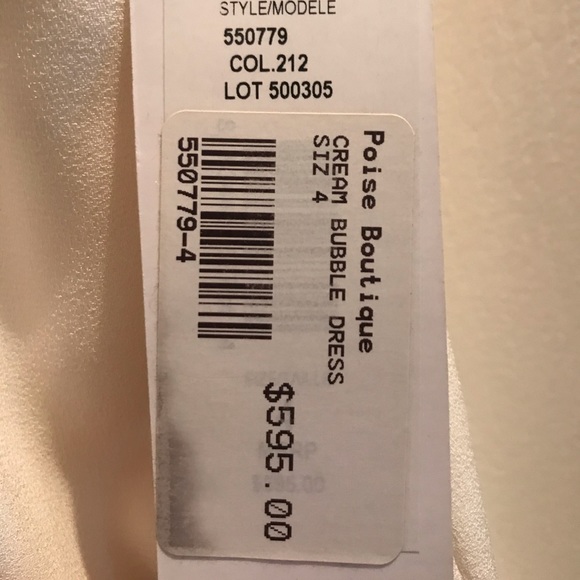 STYLE/MODELE
550779
COL.212
LOT 500305
Poise Boutique
CREAM BUBBLE DRESS
SIZ 4
550779-4
$595.00